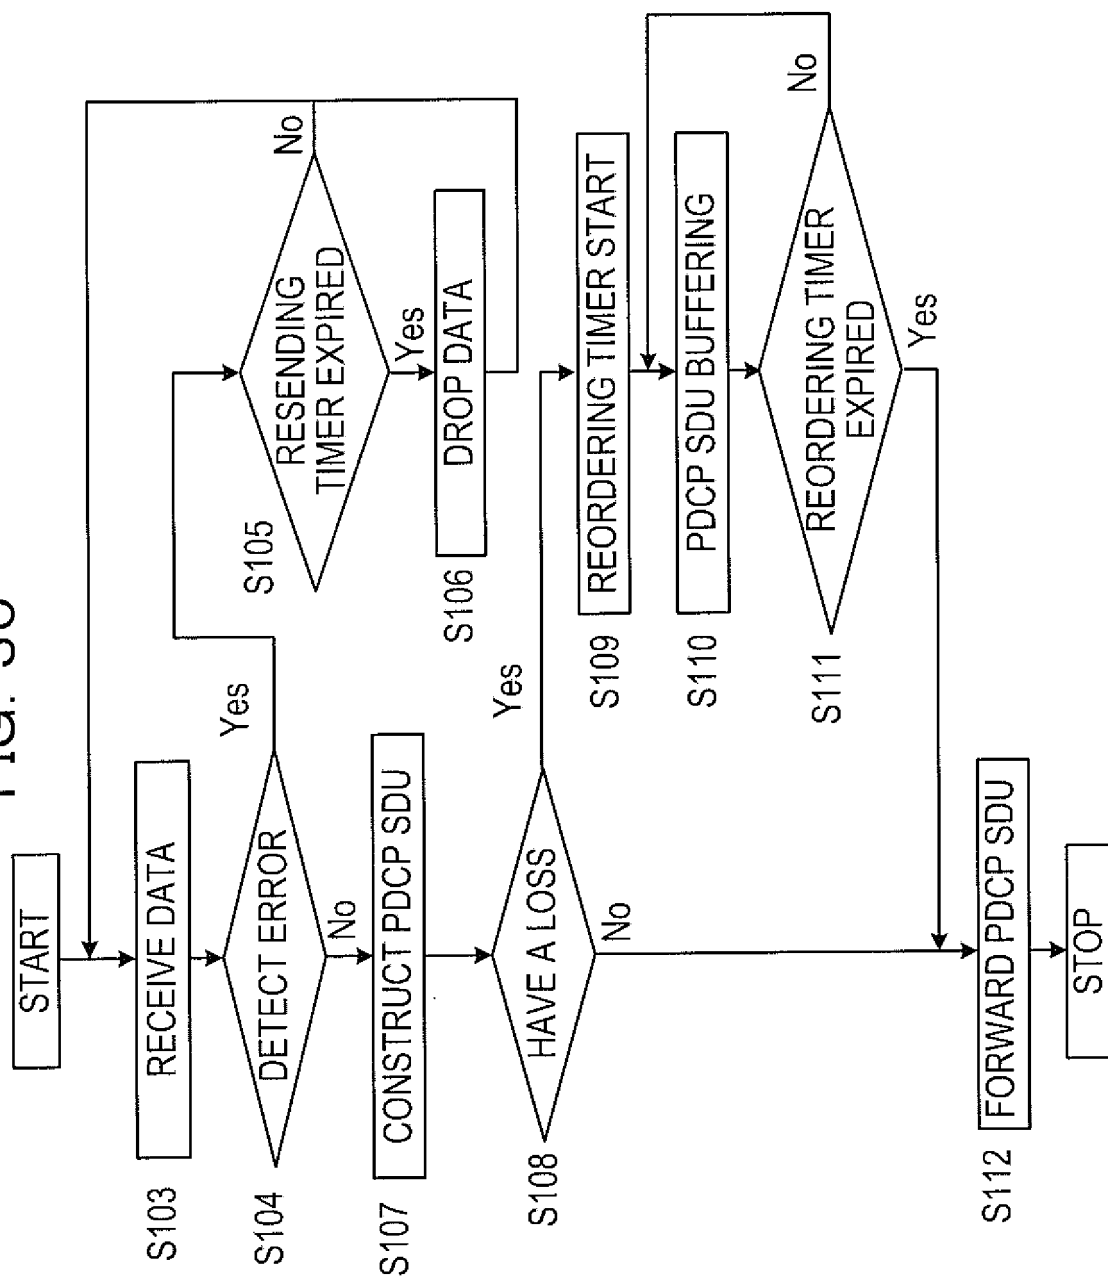 FIG.
START
S103
RECEIVE DATA
S104
DETECT ERROR
Yes
No
S105
RESENDING
TIMER EXPIRED
No
Yes
S106
DROP DATA
S107
CONSTRUCT PDCP SDU
S108
HAVE A LOSS
Yes
No
S109
REORDERING TIMER START
S110
PDCP SDU BUFFERING
S111
REORDERING TIMER
EXPIRED
No
Yes
S112
FORWARD PDCP SDU
STOP